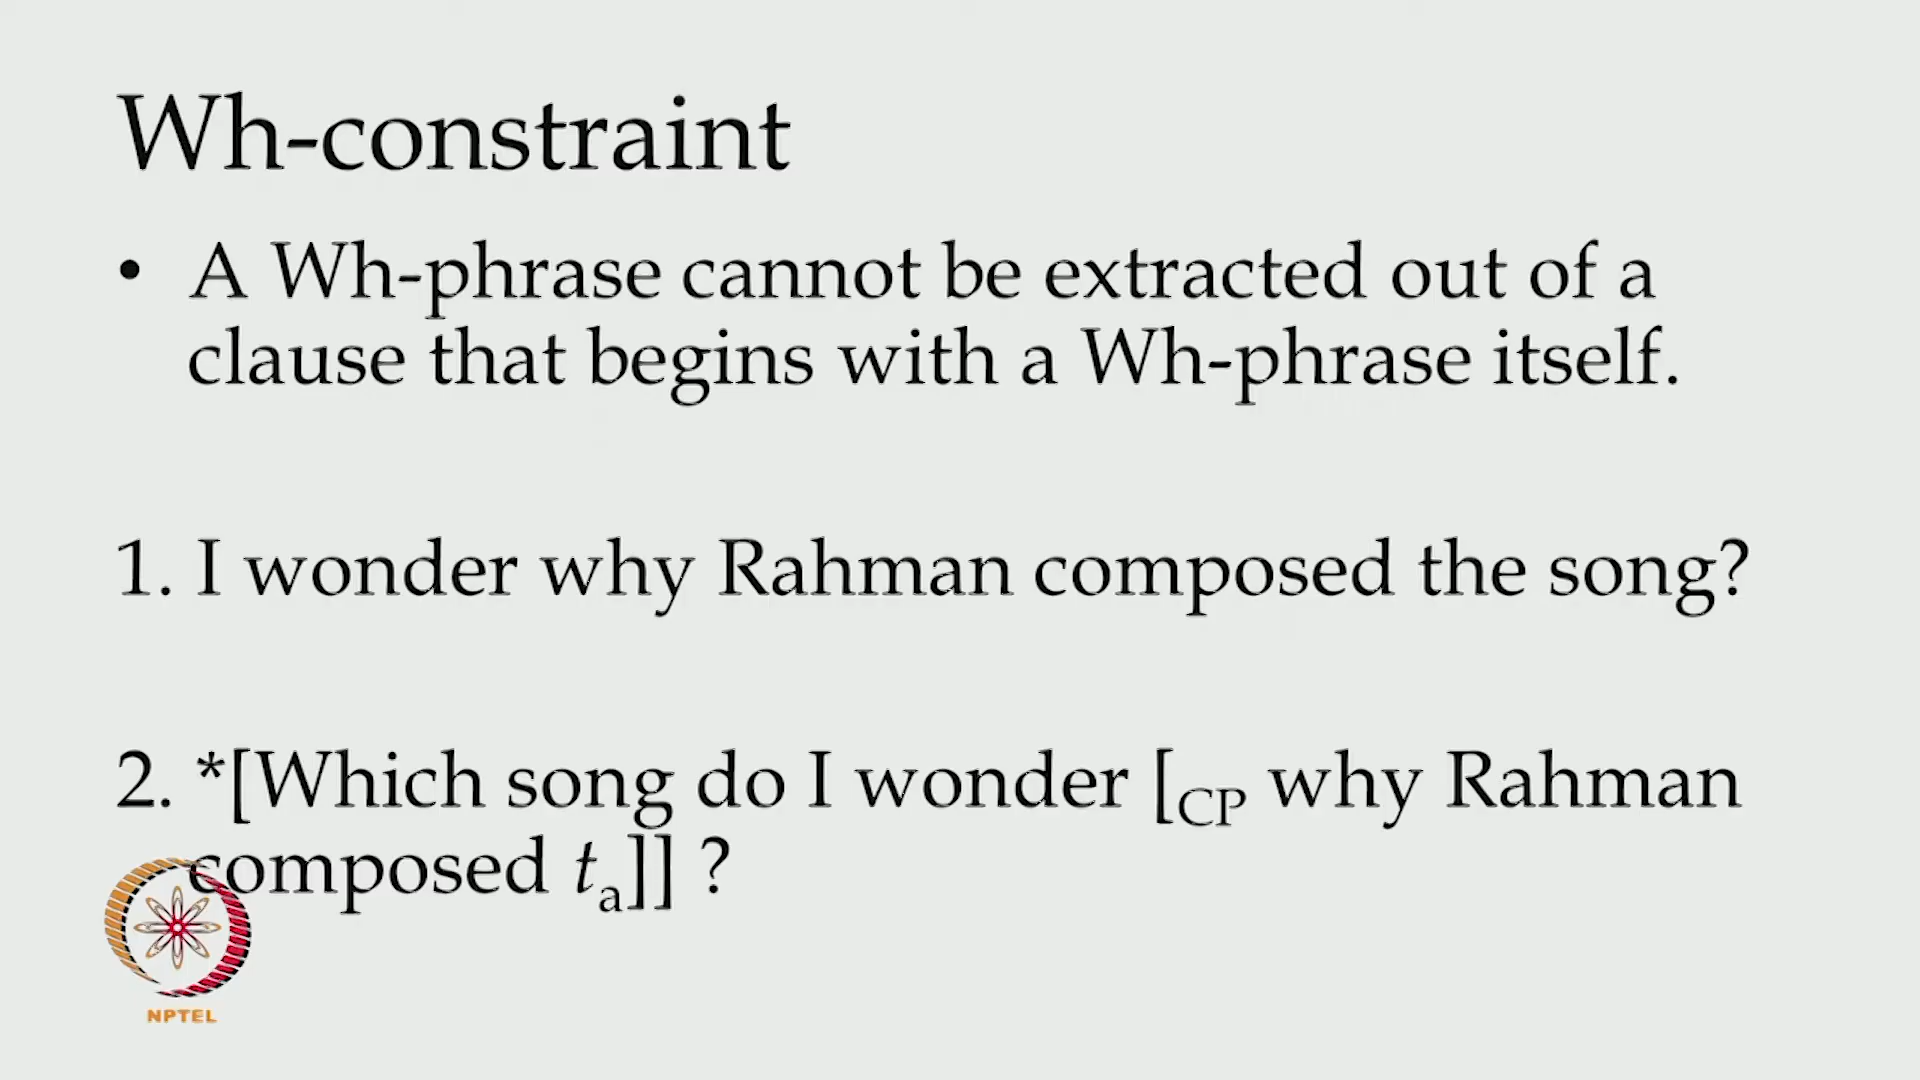 Wh-constraint
• A Wh-phrase cannot be extracted out of a
clause that begins with a Wh-phrase itself.
1. I wonder why Rahman composed the song?
2. *[Which song do I wonder [CP why Rahman
composed ta]] ?
NPTEL